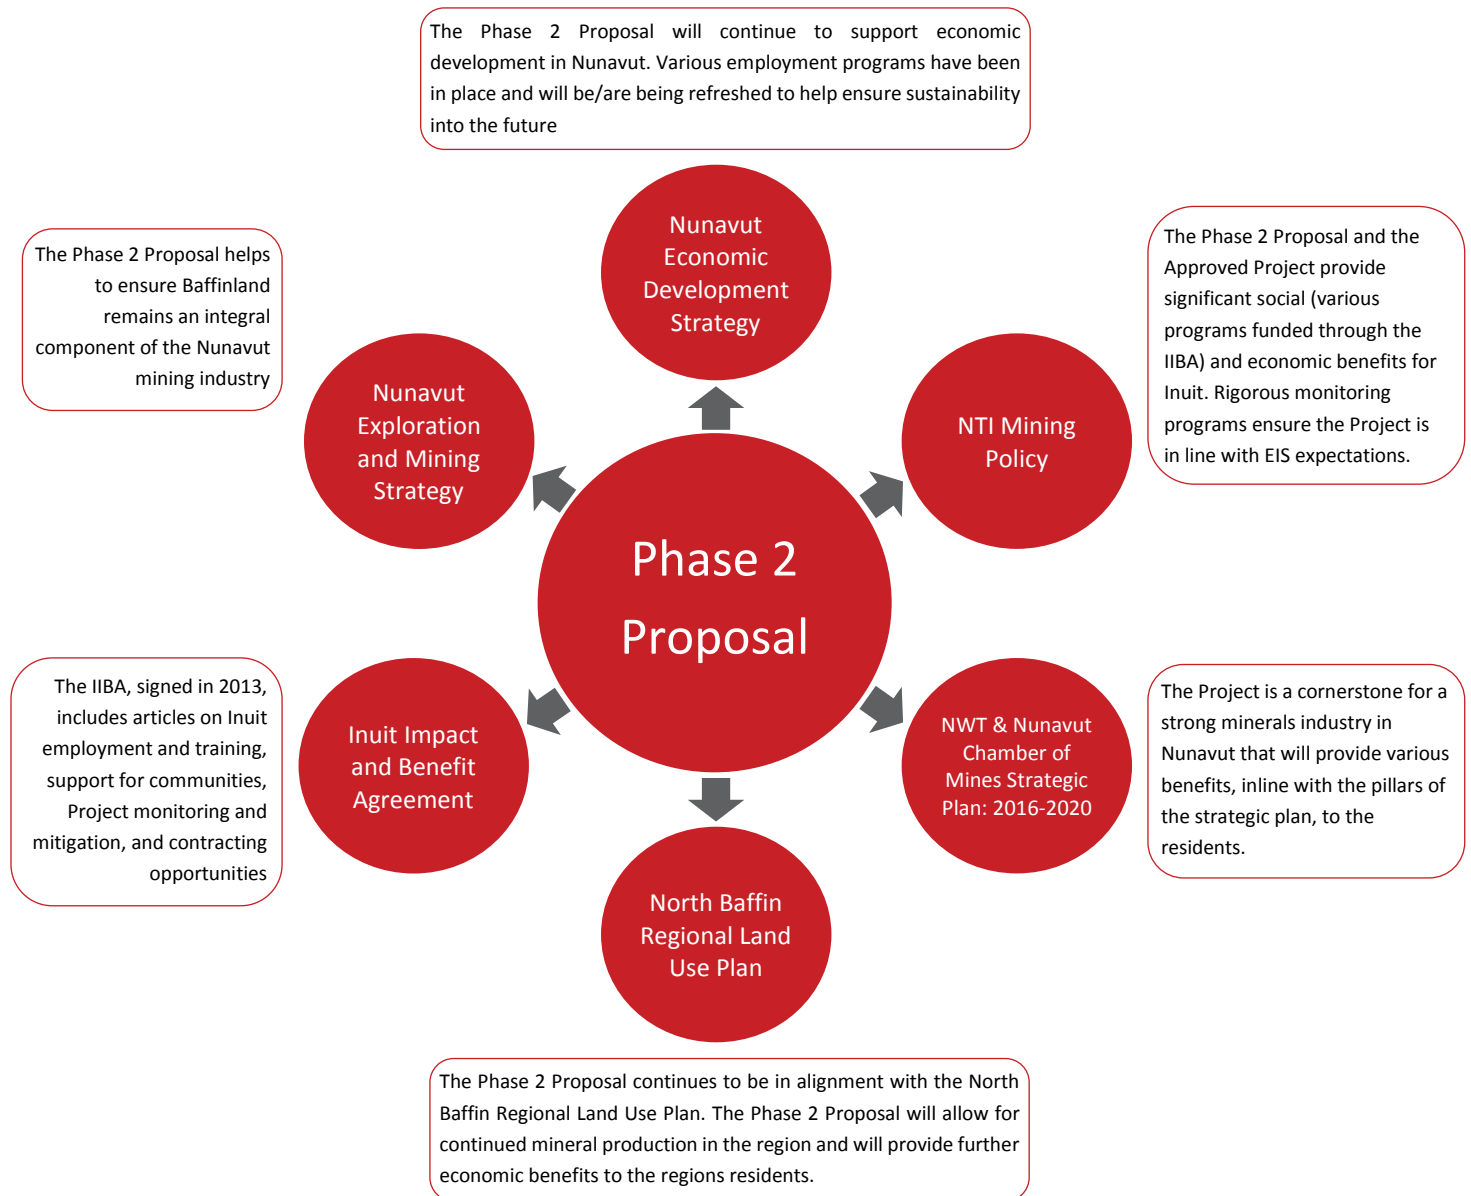 The Phase 2 Proposal will continue to support economic
development in Nunavut. Various employment programs have been
in place and will be/are being refreshed to help ensure sustainability
into the future
Nunavut
Economic
Development
Strategy
The Phase 2 Proposal helps
to ensure Baffinland
remains an integral
component of the Nunavut
mining industry
Nunavut
Exploration
and Mining
Strategy
NTI Mining
Policy
The Phase 2 Proposal and the
Approved Project provide
significant social (various
programs funded through the
IIBA) and economic benefits for
Inuit. Rigorous monitoring
programs ensure the Project is
in line with EIS expectations.
Phase 2
Proposal
The IIBA, signed in 2013,
includes articles on Inuit
employment and training,
support for communities,
Project monitoring and
mitigation, and contracting
opportunities
Inuit Impact
and Benefit
Agreement
NWT & Nunavut
Chamber of
Mines Strategic
Plan: 2016-2020
The Project is a cornerstone for a
strong minerals industry in
Nunavut that will provide various
benefits, inline with the pillars of
the strategic plan, to the
residents.
North Baffin
Regional Land
Use Plan
The Phase 2 Proposal continues to be in alignment with the North
Baffin Regional Land Use Plan. The Phase 2 Proposal will allow for
continued mineral production in the region and will provide further
economic benefits to the regions residents.